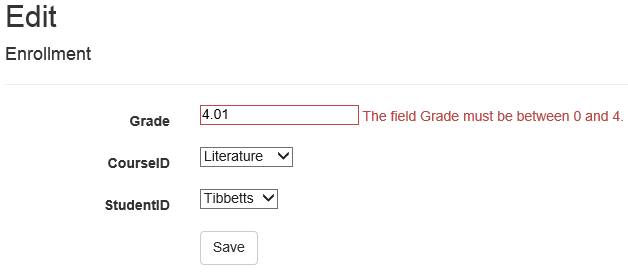 Edit
Enrollment
Grade 4.01 The field Grade must be between 0 and 4.
CourseID Literature
StudentID Tibbetts
Save